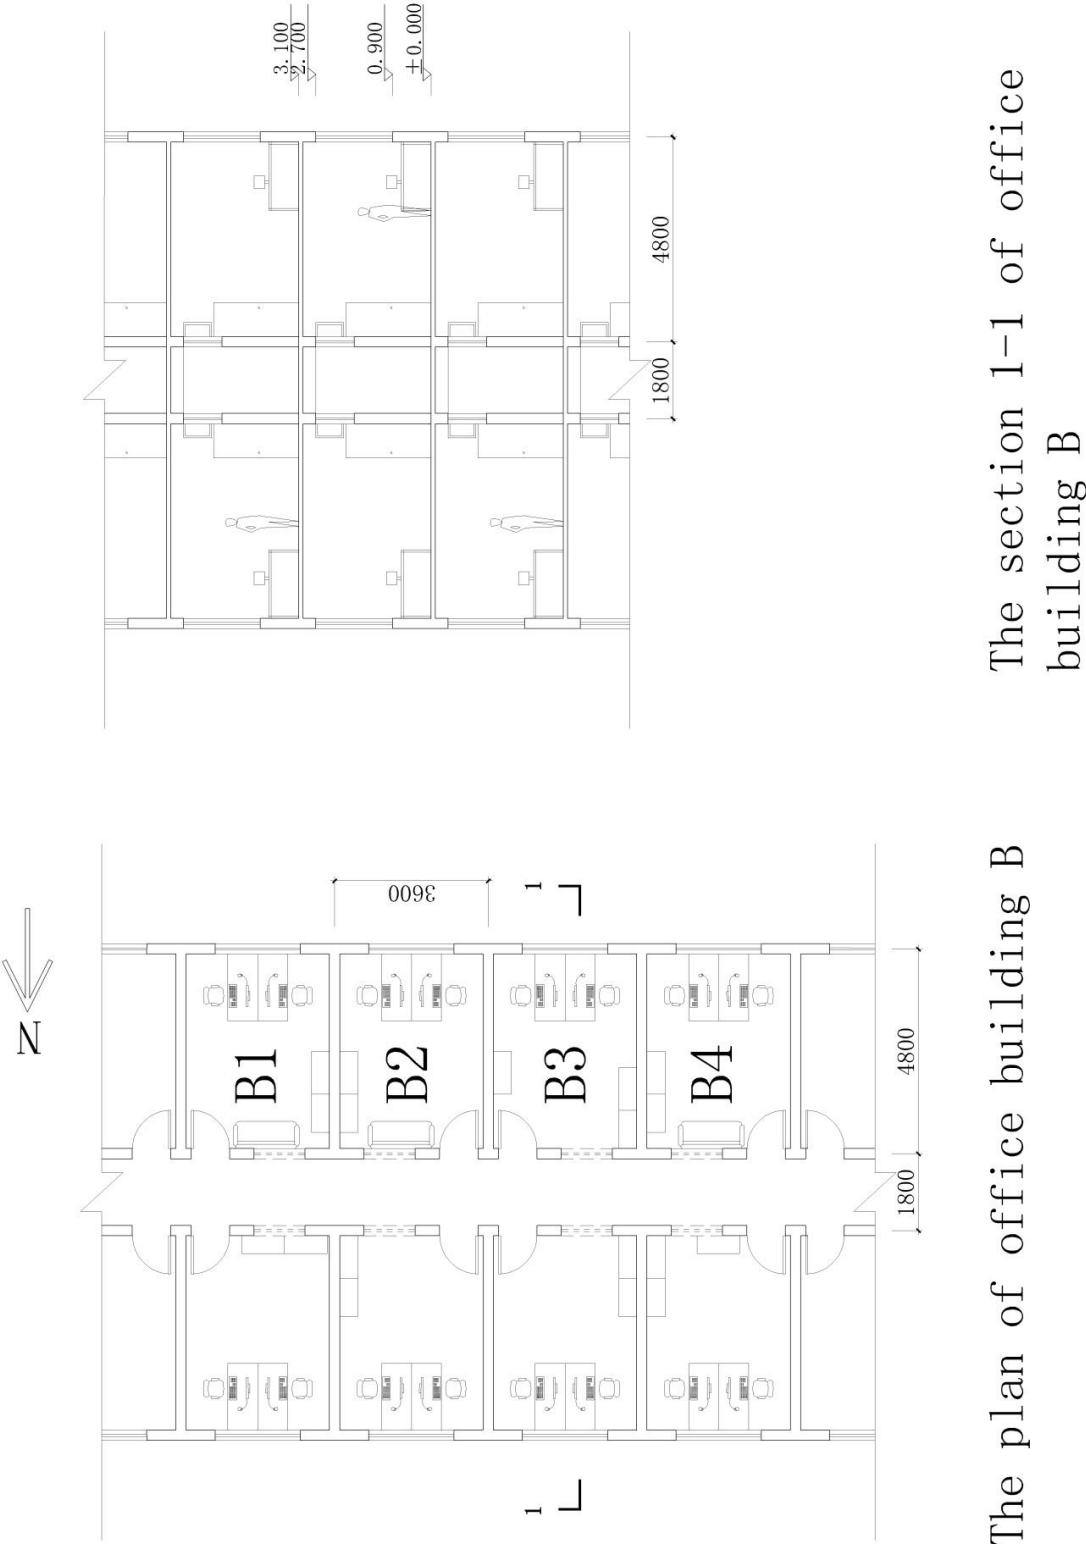 3.100
2.700
0.900
±0.000
4800
1800
The section 1-1 of office
building B
N
3600
1
B1
B2
B3
B4
4800
1800
1
The plan of office building B